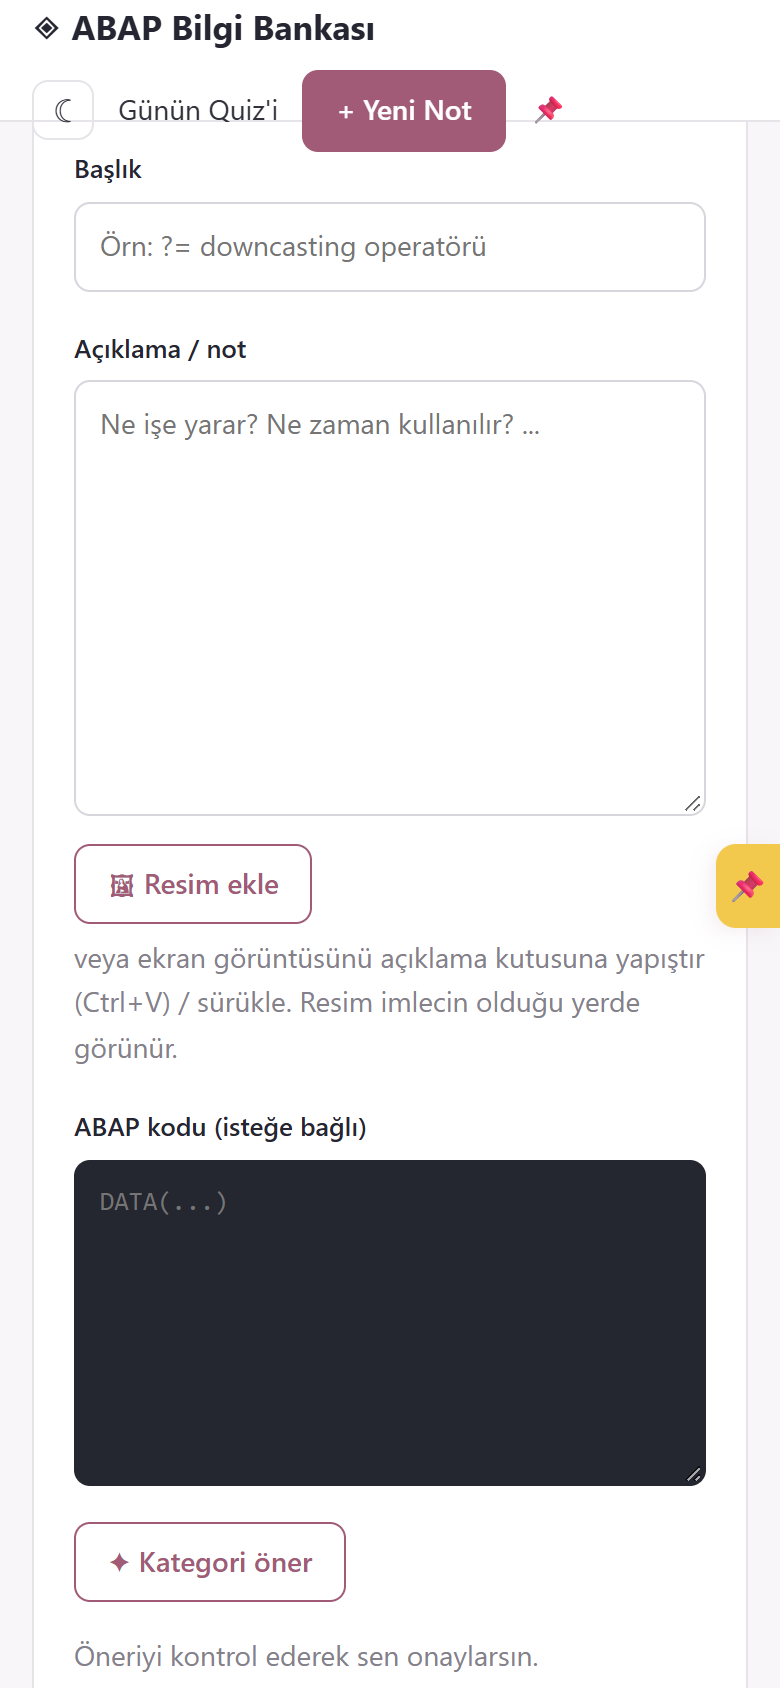 ◈ ABAP Bilgi Bankası
☾ Günün Quiz'i + Yeni Not 📌
Başlık
Örn: ?= downcasting operatörü
Açıklama / not
Ne işe yarar? Ne zaman kullanılır? ...
🖼 Resim ekle
📌
veya ekran görüntüsünü açıklama kutusuna yapıştır
(Ctrl+V) / sürükle. Resim imlecin olduğu yerde
görünür.
ABAP kodu (isteğe bağlı)
DATA(...)
✦ Kategori öner
Öneriyi kontrol ederek sen onaylarsın.